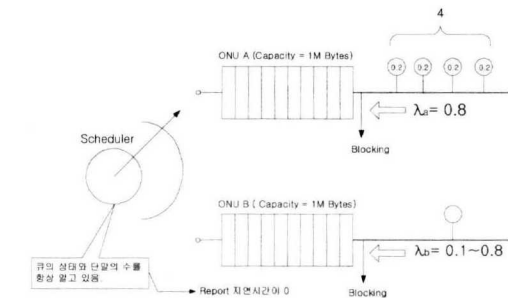 4
ONU A (Capacity = 1M Bytes)
0.2 0.2 0.2 0.2
λa= 0.8
Scheduler
Blocking
ONU B ( Capacity = 1M Bytes)
λb= 0.1~0.8
큐의 상태와 단말의 수를
항상 알고 있음.
Report 지연시간이 0
Blocking